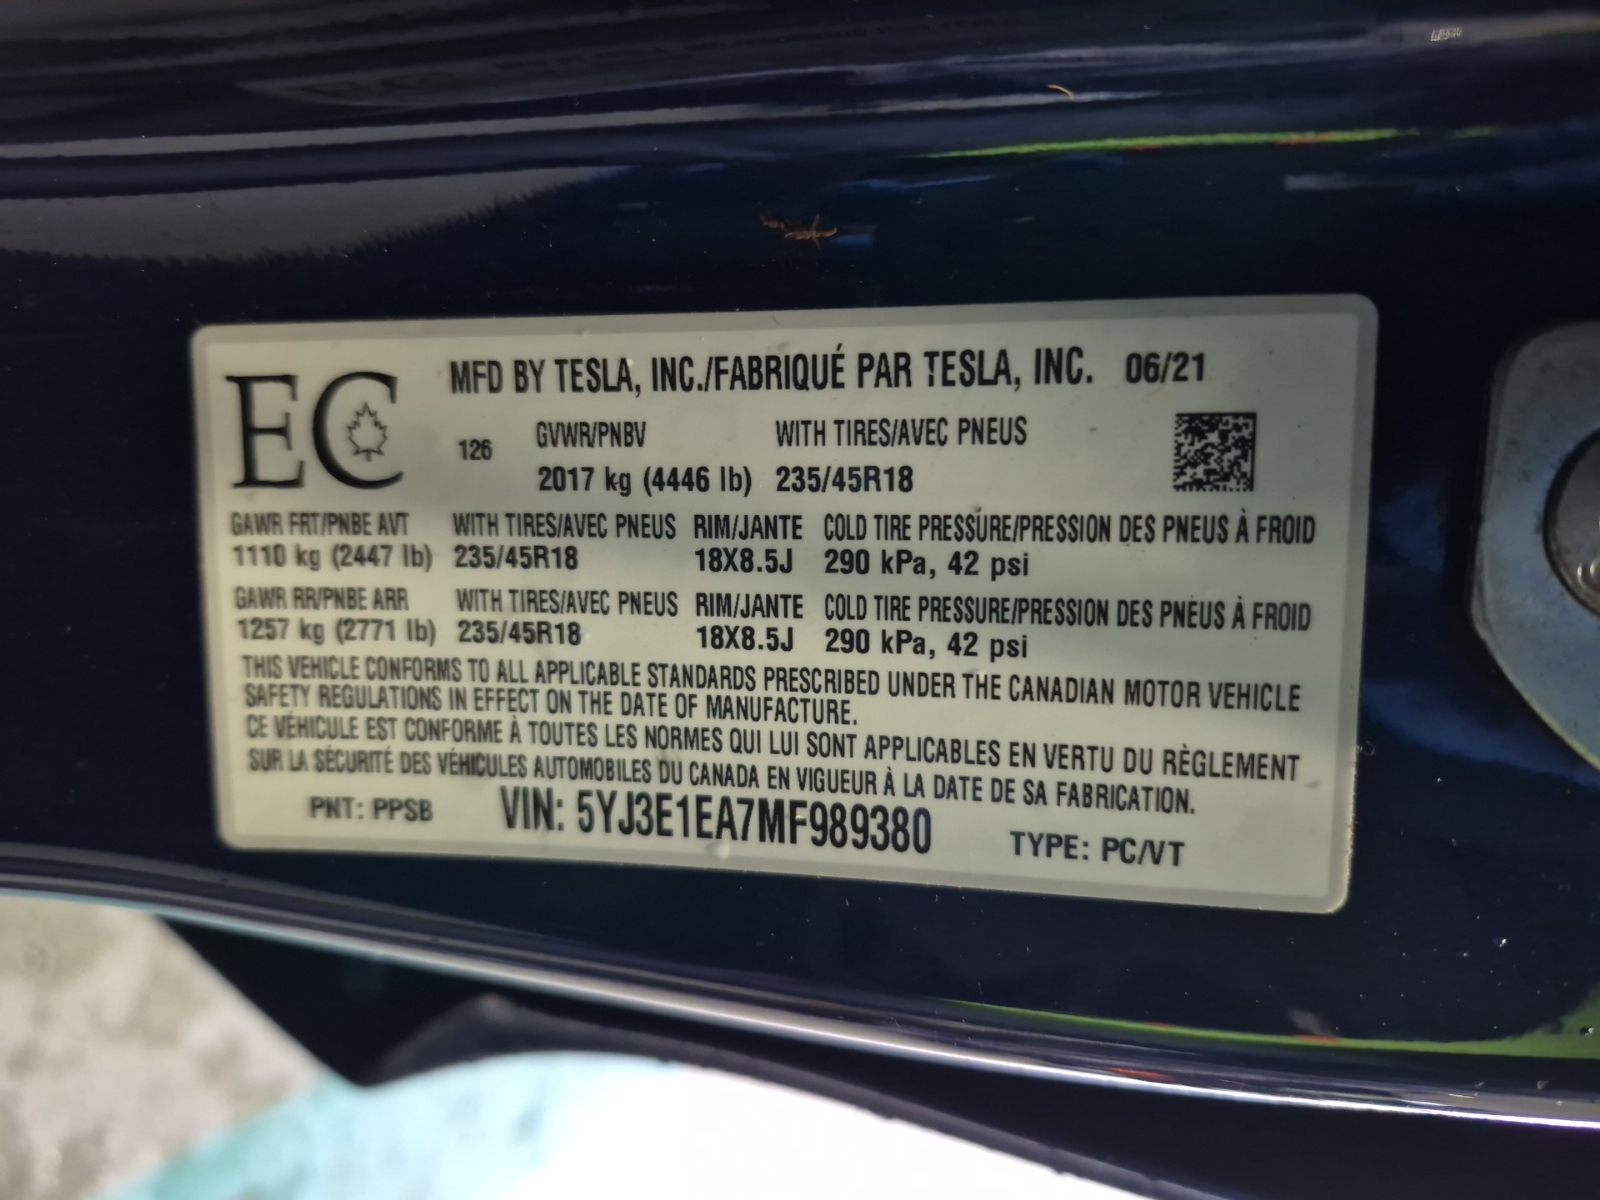 EC
MFD BY TESLA, INC./FABRIQUÉ PAR TESLA, INC. 06/21
126
GVWR/PNBV WITH TIRES/AVEC PNEUS
2017 kg (4446 lb) 235/45R18
GAWR FRT/PNBE AVT WITH TIRES/AVEC PNEUS RIM/JANTE COLD TIRE PRESSURE/PRESSION DES PNEUS À FROID
1110 kg (2447 lb) 235/45R18 18X8.5J 290 kPa, 42 psi
GAWR RR/PNBE ARR WITH TIRES/AVEC PNEUS RIM/JANTE COLD TIRE PRESSURE/PRESSION DES PNEUS À FROID
1257 kg (2771 lb) 235/45R18 18X8.5J 290 kPa, 42 psi
THIS VEHICLE CONFORMS TO ALL APPLICABLE STANDARDS PRESCRIBED UNDER THE CANADIAN MOTOR VEHICLE
SAFETY REGULATIONS IN EFFECT ON THE DATE OF MANUFACTURE.
CE VÉHICULE EST CONFORME À TOUTES LES NORMES QUI LUI SONT APPLICABLES EN VERTU DU RÈGLEMENT
SUR LA SÉCURITÉ DES VÉHICULES AUTOMOBILES DU CANADA EN VIGUEUR À LA DATE DE SA FABRICATION.
PNT: PPSB VIN: 5YJ3E1EA7MF989380 TYPE: PC/VT